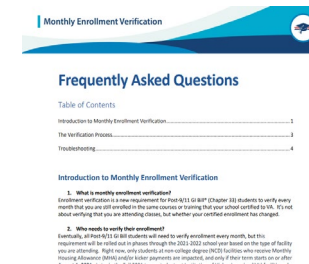 Monthly Enrollment Verification
Frequently Asked Questions
Table of Contents
Introduction to Monthly Enrollment Verification 1
The Verification Process 3
Troubleshooting 4
Introduction to Monthly Enrollment Verification
1. What is monthly enrollment verification?
Enrollment verification is a new requirement for Post-9/11 GI Bill® (Chapter 33) students to verify every
month that you are still enrolled in the same courses or training that your school certified to VA. It's not
about verifying that you are attending classes, but whether your certified enrollment has changed.
2. Who needs to verify their enrollment?
Eventually, all Post-9/11 GI Bill students will need to verify enrollment every month, but this
requirement will be rolled out in phases through the 2021-2022 school year based on the type of facility
you are attending. Right now, only students at non-college degree (NCD) facilities who receive Monthly
Housing Allowance (MHA) and/or kicker payments are impacted, and only if their term starts on or after